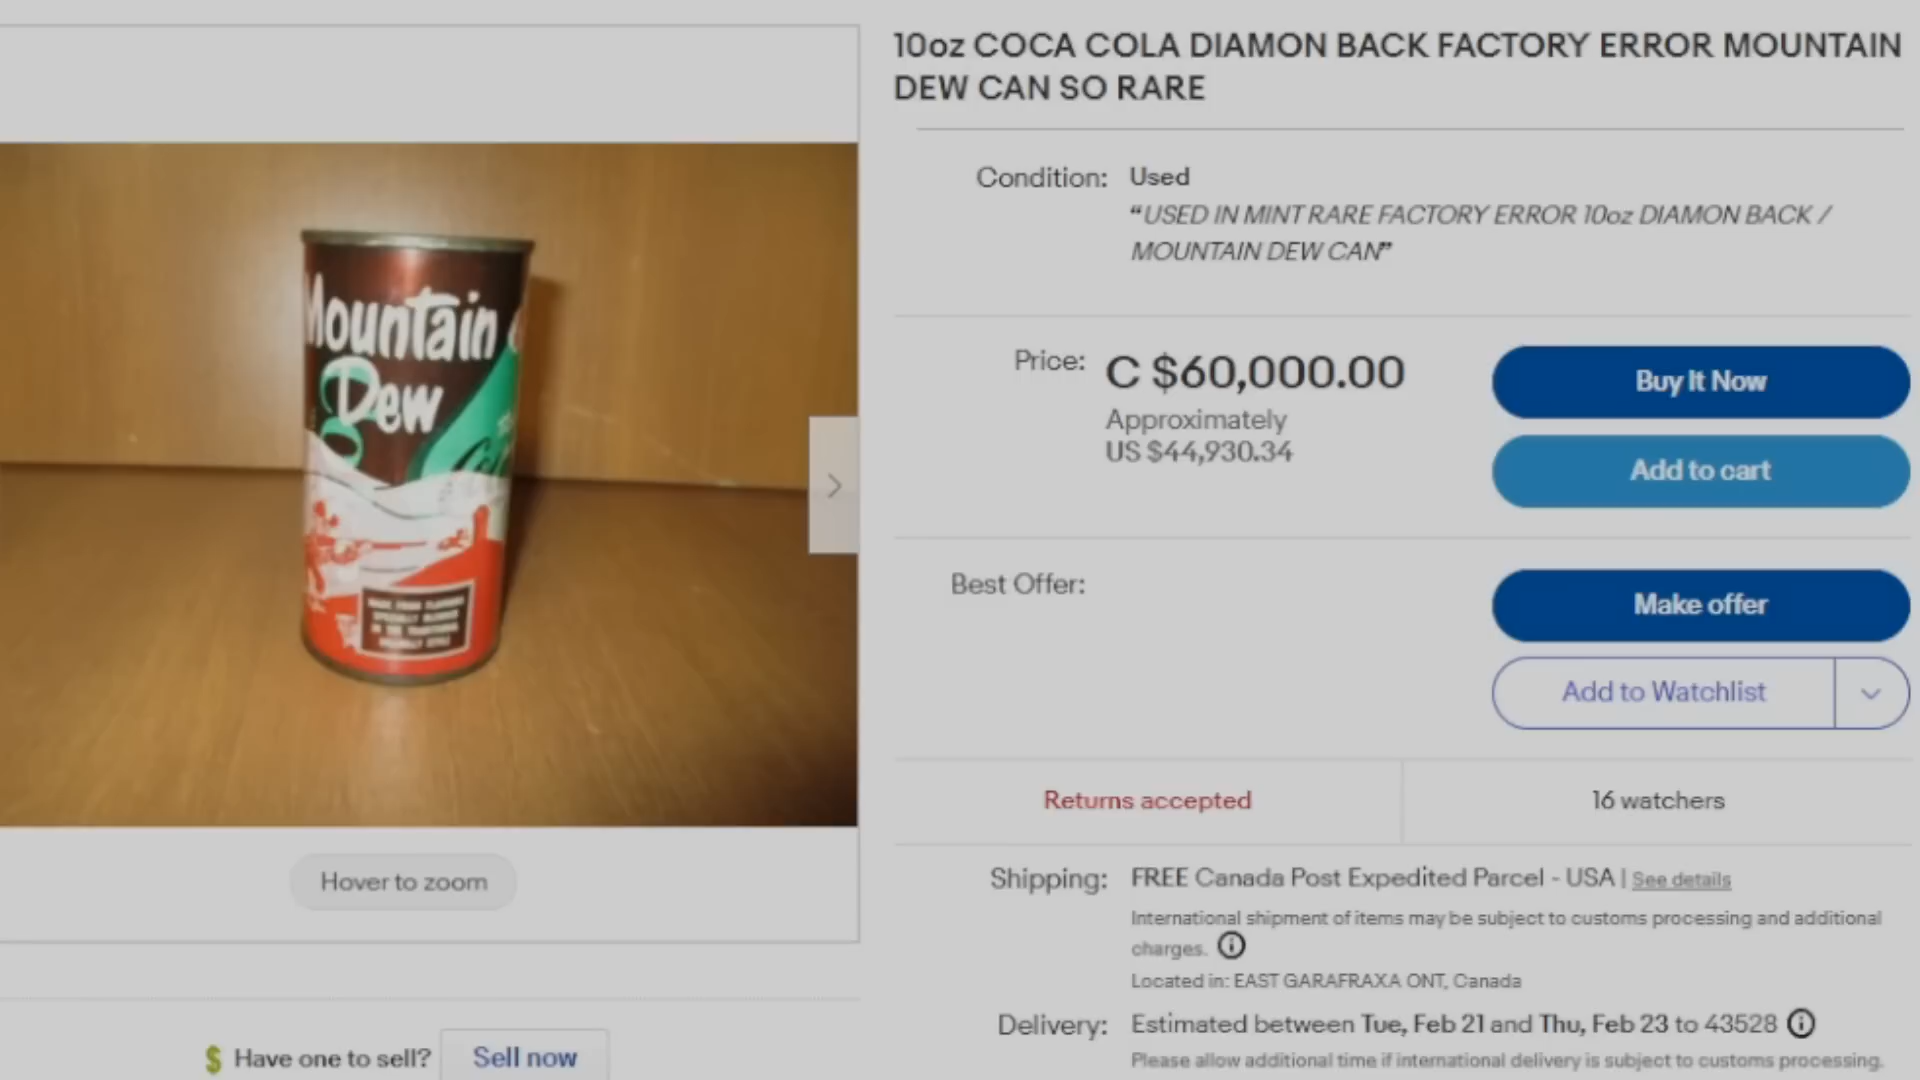 10oz COCA COLA DIAMON BACK FACTORY ERROR MOUNTAIN
DEW CAN SO RARE
Condition: Used
“USED IN MINT RARE FACTORY ERROR 10oz DIAMON BACK /
MOUNTAIN DEW CAN”
Price: C $60,000.00
Approximately
US $44,930.34
Buy It Now
Add to cart
Best Offer:
Make offer
Add to Watchlist
Returns accepted
16 watchers
Shipping: FREE Canada Post Expedited Parcel - USA | See details
International shipment of items may be subject to customs processing and additional
charges.
Located in: EAST GARAFRAXA ONT, Canada
Delivery: Estimated between Tue, Feb 21 and Thu, Feb 23 to 43528
Please allow additional time if international delivery is subject to customs processing.
Mountain
Dew
Hover to zoom
Have one to sell? Sell now